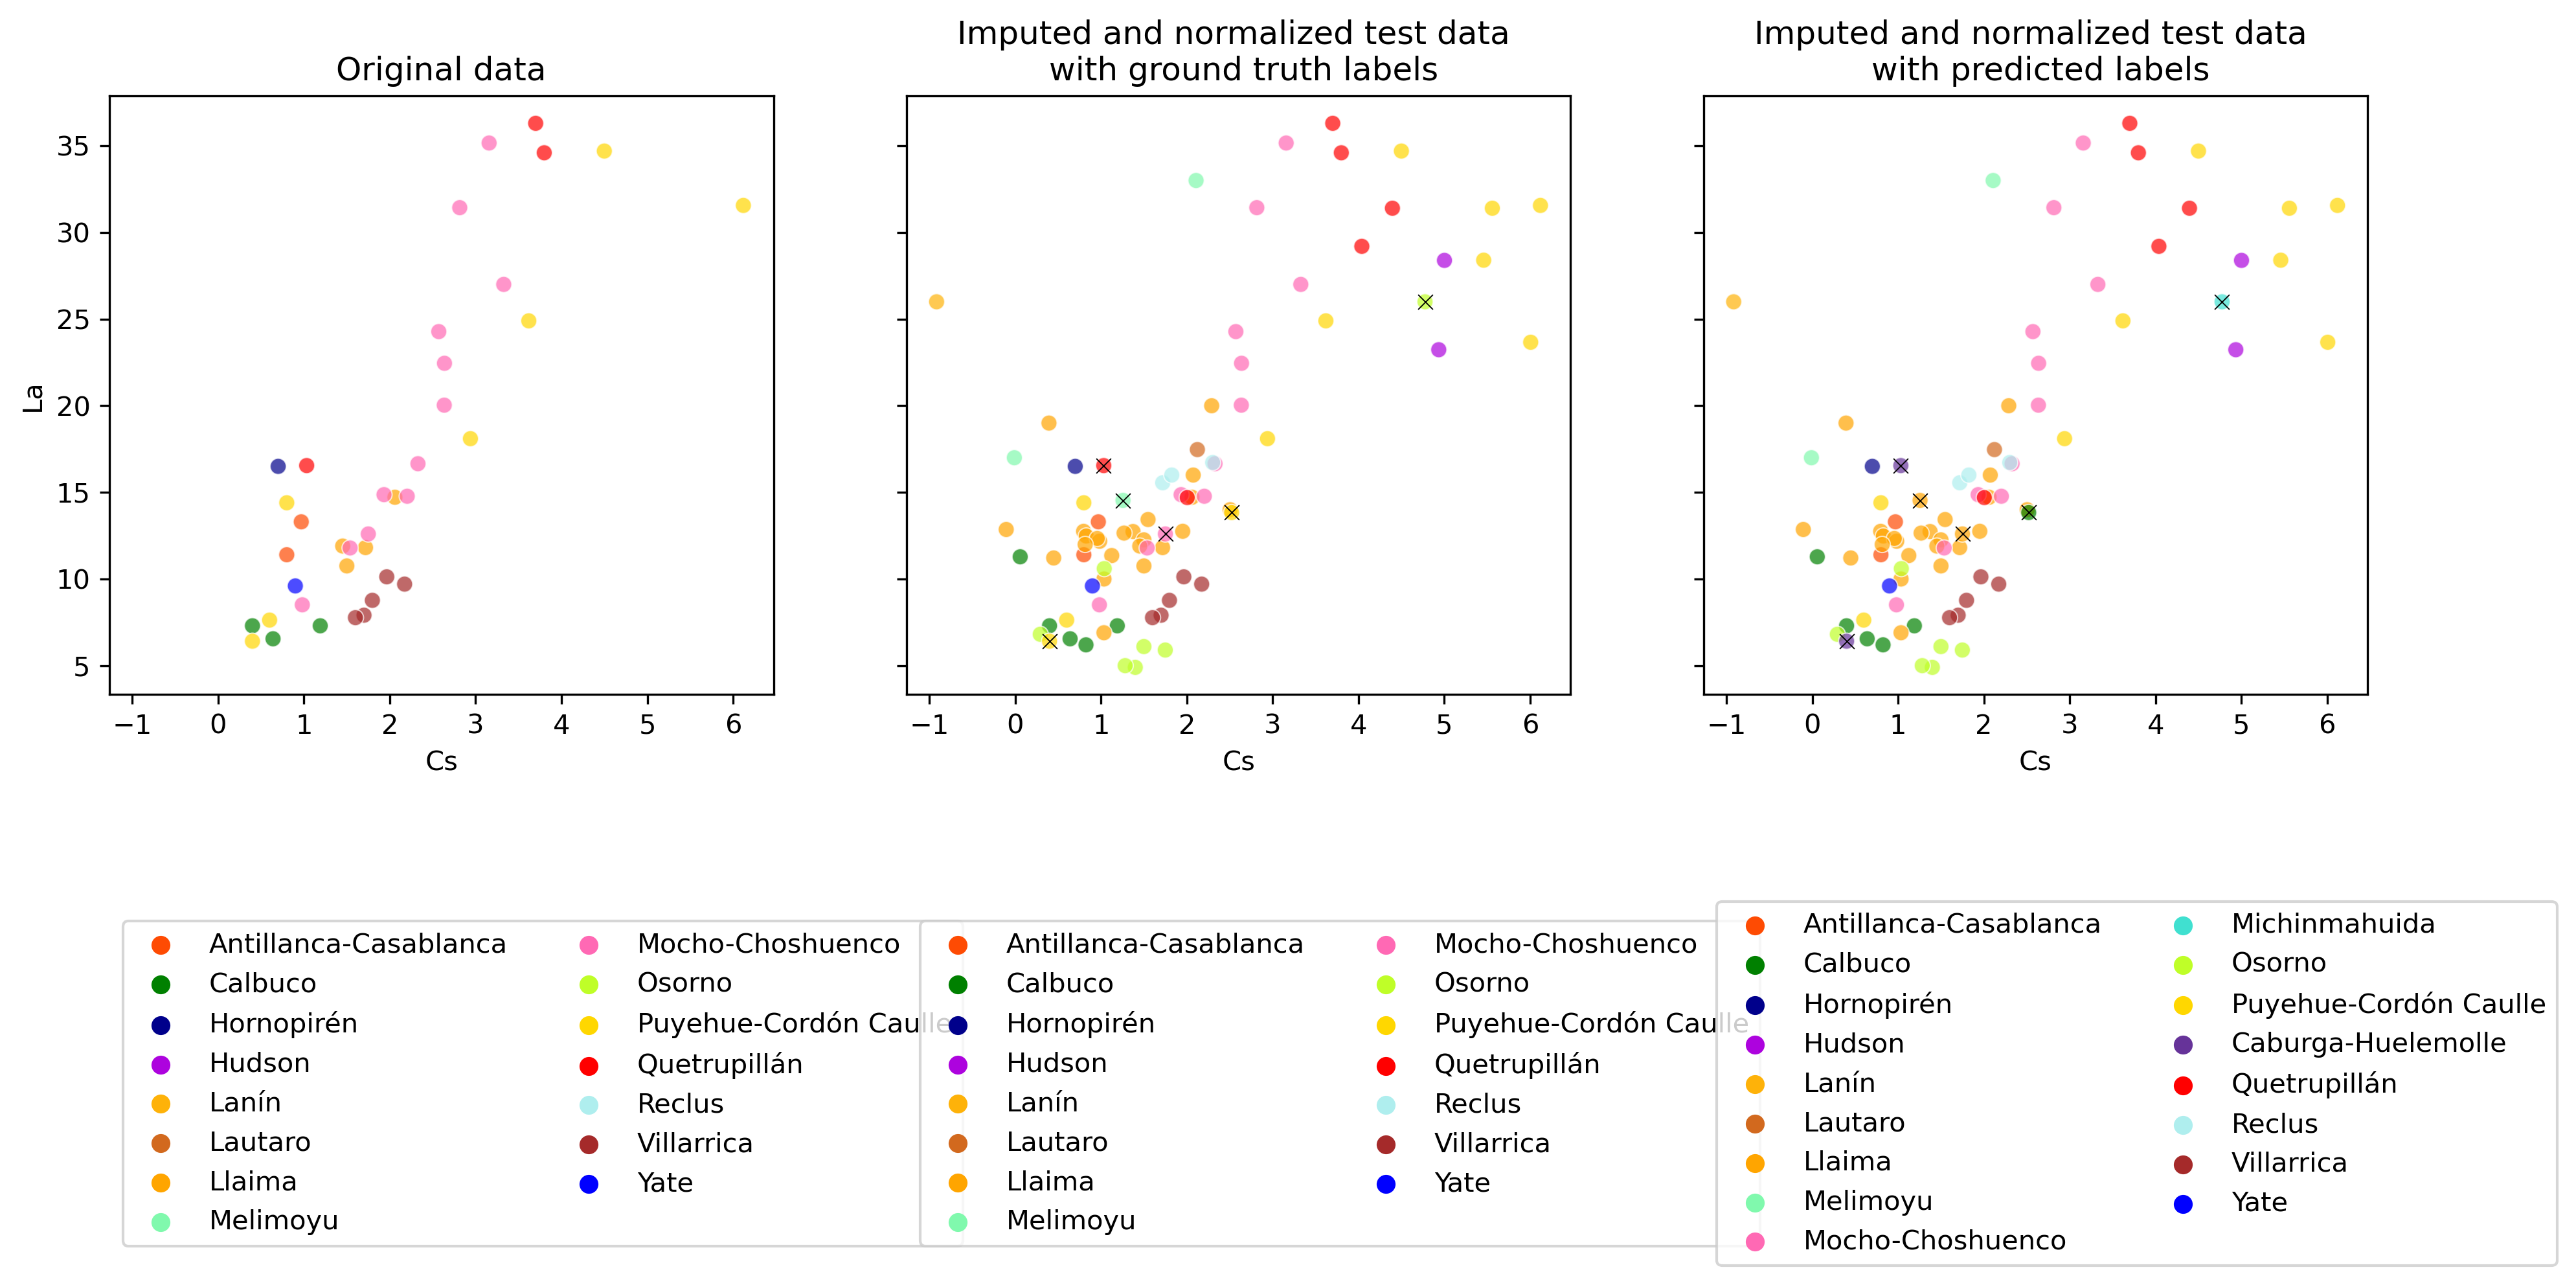 Original data
Imputed and normalized test data
with ground truth labels
Imputed and normalized test data
with predicted labels
La
35
30
25
20
15
10
5
−1 0 1 2 3 4 5 6
Cs
−1 0 1 2 3 4 5 6
Cs
−1 0 1 2 3 4 5 6
Cs
Antillanca-Casablanca
Calbuco
Hornopirén
Hudson
Lanín
Lautaro
Llaima
Melimoyu
Mocho-Choshuenco
Osorno
Puyehue-Cordón Caulle
Quetrupillán
Reclus
Villarrica
Yate
Antillanca-Casablanca
Calbuco
Hornopirén
Hudson
Lanín
Lautaro
Llaima
Melimoyu
Mocho-Choshuenco
Osorno
Puyehue-Cordón Caulle
Quetrupillán
Reclus
Villarrica
Yate
Antillanca-Casablanca
Calbuco
Hornopirén
Hudson
Lanín
Lautaro
Llaima
Melimoyu
Mocho-Choshuenco
Michinmahuida
Osorno
Puyehue-Cordón Caulle
Caburga-Huelemolle
Quetrupillán
Reclus
Villarrica
Yate